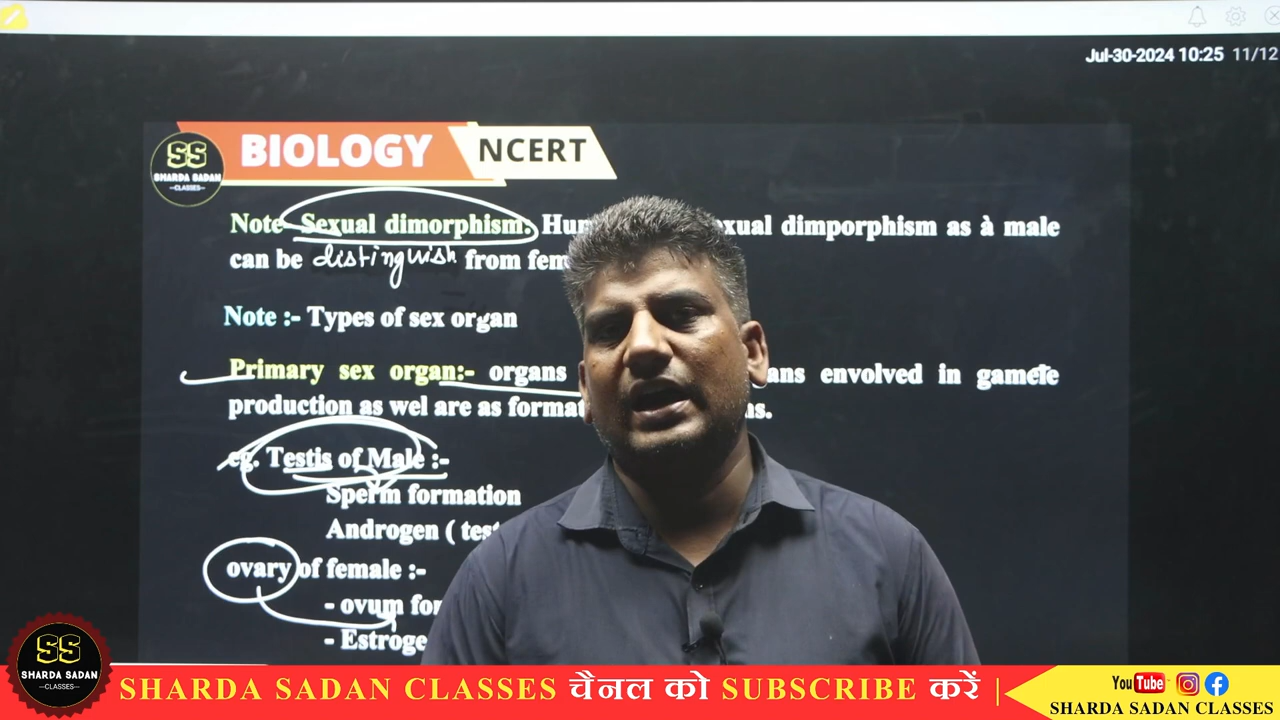 Jul-30-2024 10:25 11/12
SS
SHARDA SADAN
CLASSES
BIOLOGY
NCERT
Note- Sexual dimorphism. Hum xual dimporphism as à male
can be distinguish from fem
Note :- Types of sex organ
Primary sex organ:- organs ans envolved in gamete
production as wel are as format s.
eg. Testis of Male :-
Sperm formation
Androgen ( tes
ovary of female :-
- ovum for
- Estroge
SS
SHARDA SADAN
CLASSES
SHARDA SADAN CLASSES चैनल को SUBSCRIBE करें |
YouTube
SHARDA SADAN CLASSES